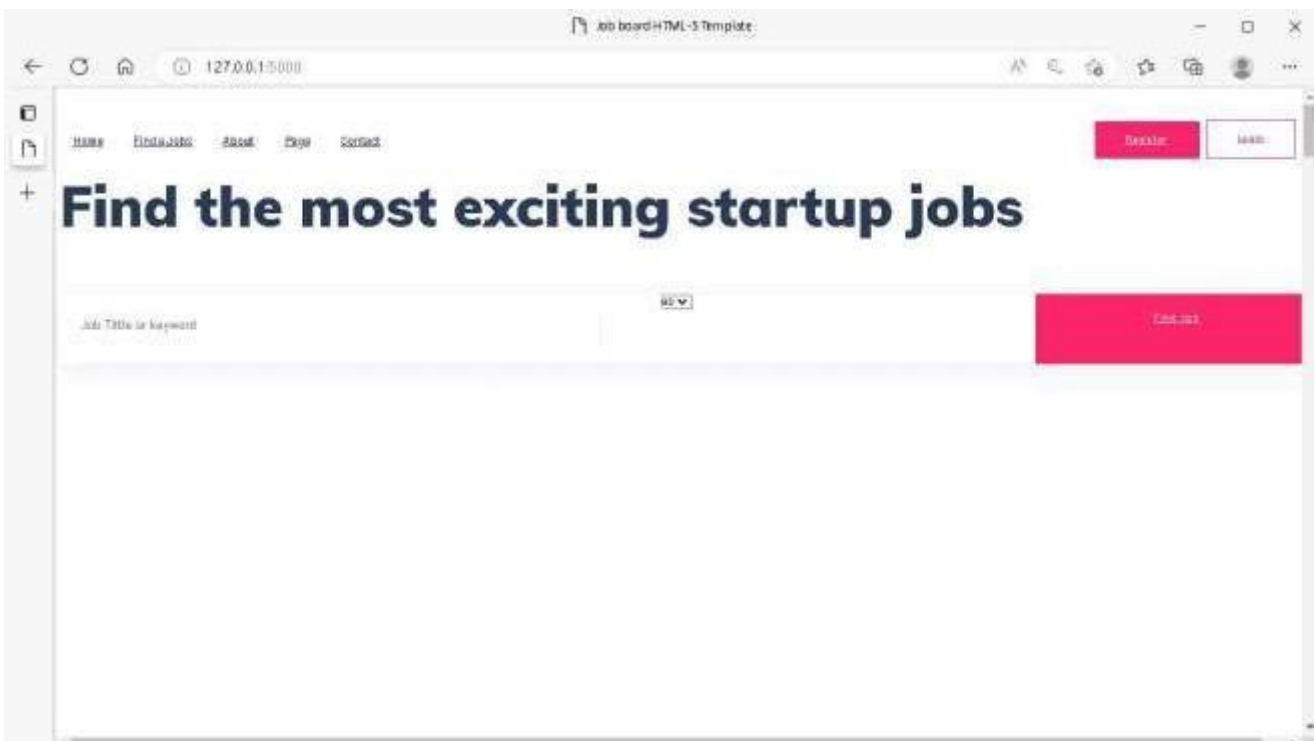 Job board HTML-5 Template
127.0.0.1:5000
Home Find a Jobs About Page Contact
Register Login
Find the most exciting startup jobs
Job Tittle or keyword
Find Job